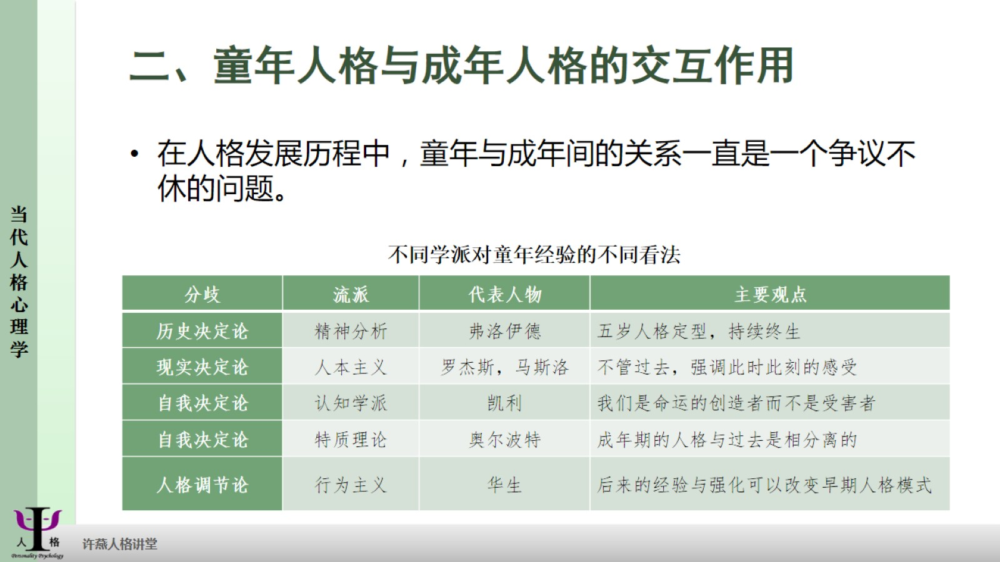 二、童年人格与成年人格的交互作用
• 在人格发展历程中，童年与成年间的关系一直是一个争议不
休的问题。
不同学派对童年经验的不同看法
分歧 流派 代表人物 主要观点
历史决定论 精神分析 弗洛伊德 五岁人格定型，持续终生
现实决定论 人本主义 罗杰斯，马斯洛 不管过去，强调此时此刻的感受
自我决定论 认知学派 凯利 我们是命运的创造者而不是受害者
自我决定论 特质理论 奥尔波特 成年期的人格与过去是相分离的
人格调节论 行为主义 华生 后来的经验与强化可以改变早期人格模式
当代人格心理学
人 格
Personality Psychology
许燕人格讲堂